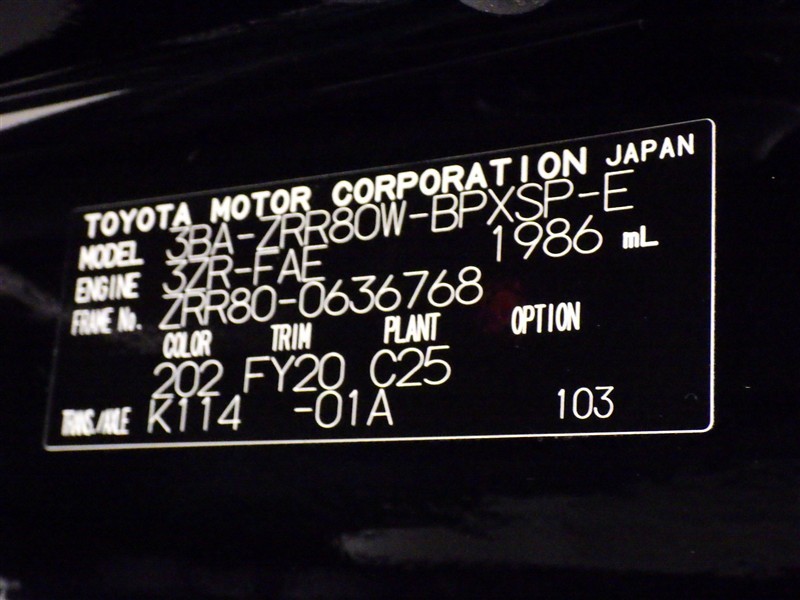 TOYOTA MOTOR CORPORATION JAPAN
MODEL 3BA-ZRR80W-BPXSP-E
ENGINE 3ZR-FAE 1986 mL
FRAME No. ZRR80-0636768
COLOR TRIM PLANT OPTION
202 FY20 C25
TRANS./AXLE K114 -01A 103